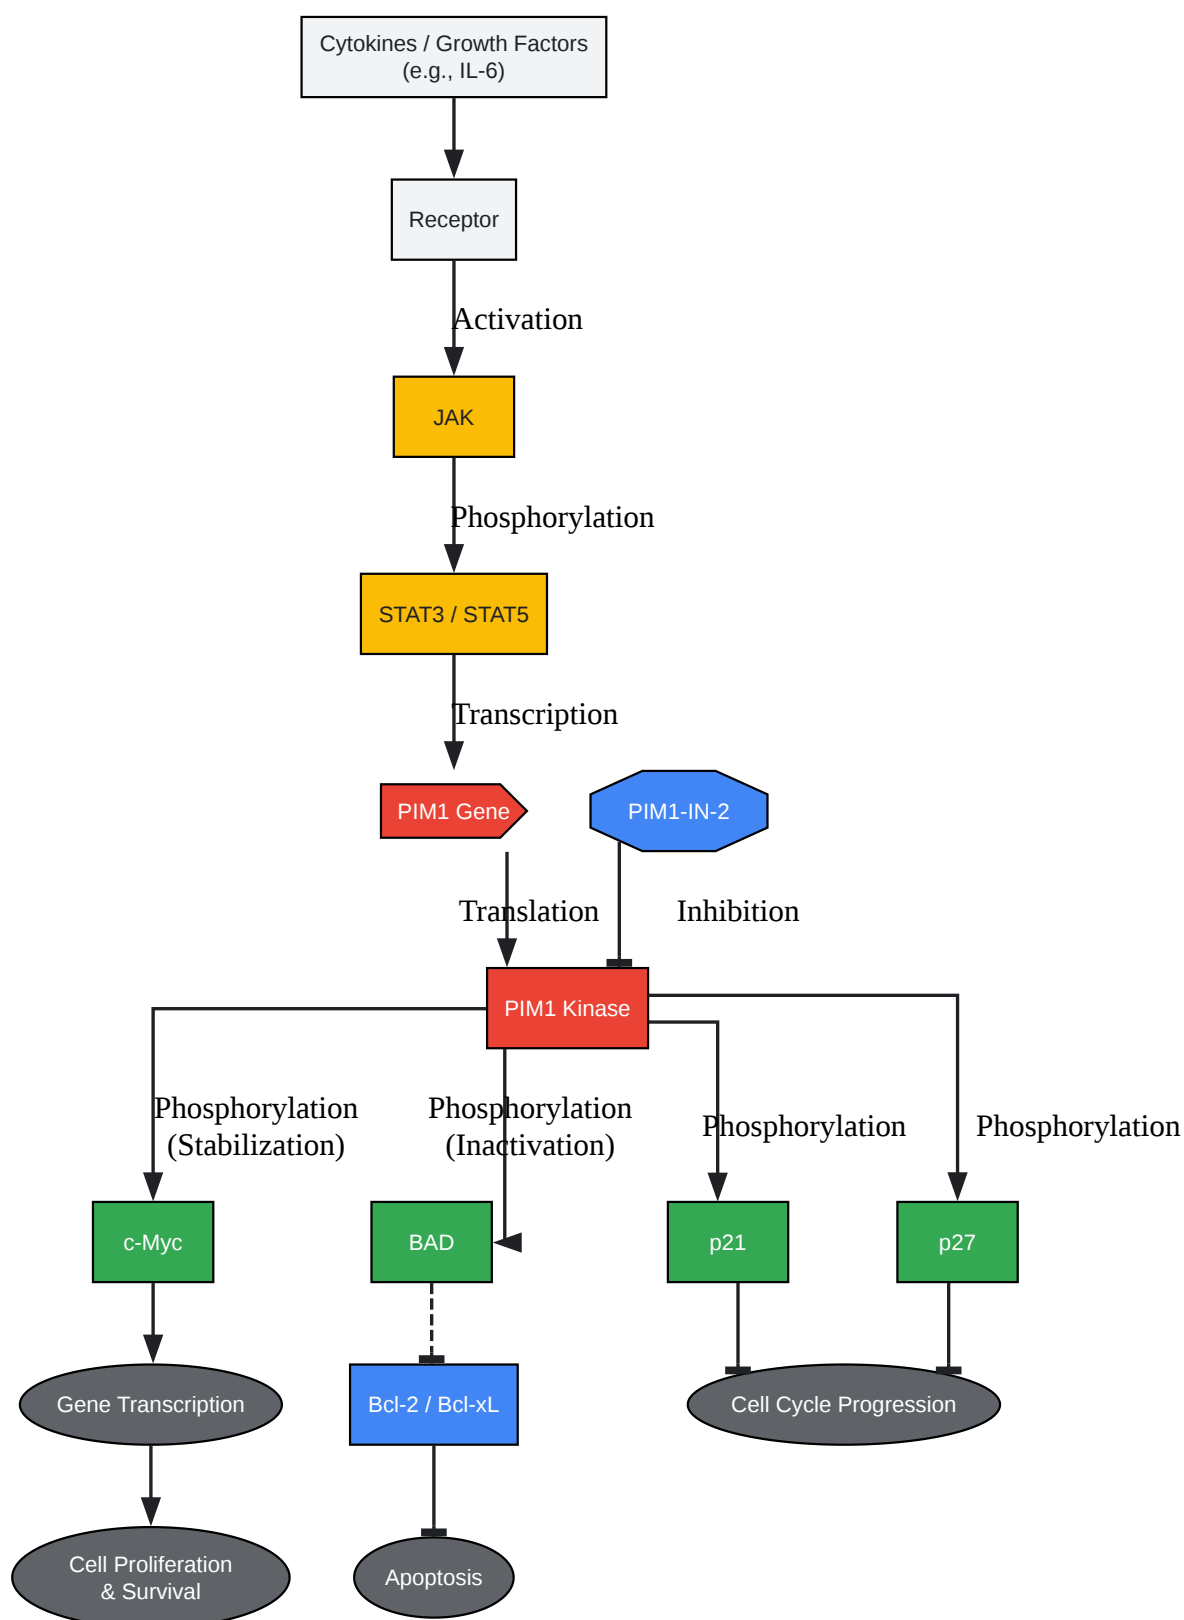 Cytokines / Growth Factors
(e.g., IL-6)
Receptor
Activation
JAK
Phosphorylation
STAT3 / STAT5
Transcription
PIM1 Gene
PIM1-IN-2
Translation
Inhibition
PIM1 Kinase
Phosphorylation
(Stabilization)
Phosphorylation
(Inactivation)
Phosphorylation
Phosphorylation
c-Myc
BAD
p21
p27
Gene Transcription
Bcl-2 / Bcl-xL
Cell Cycle Progression
Cell Proliferation
& Survival
Apoptosis